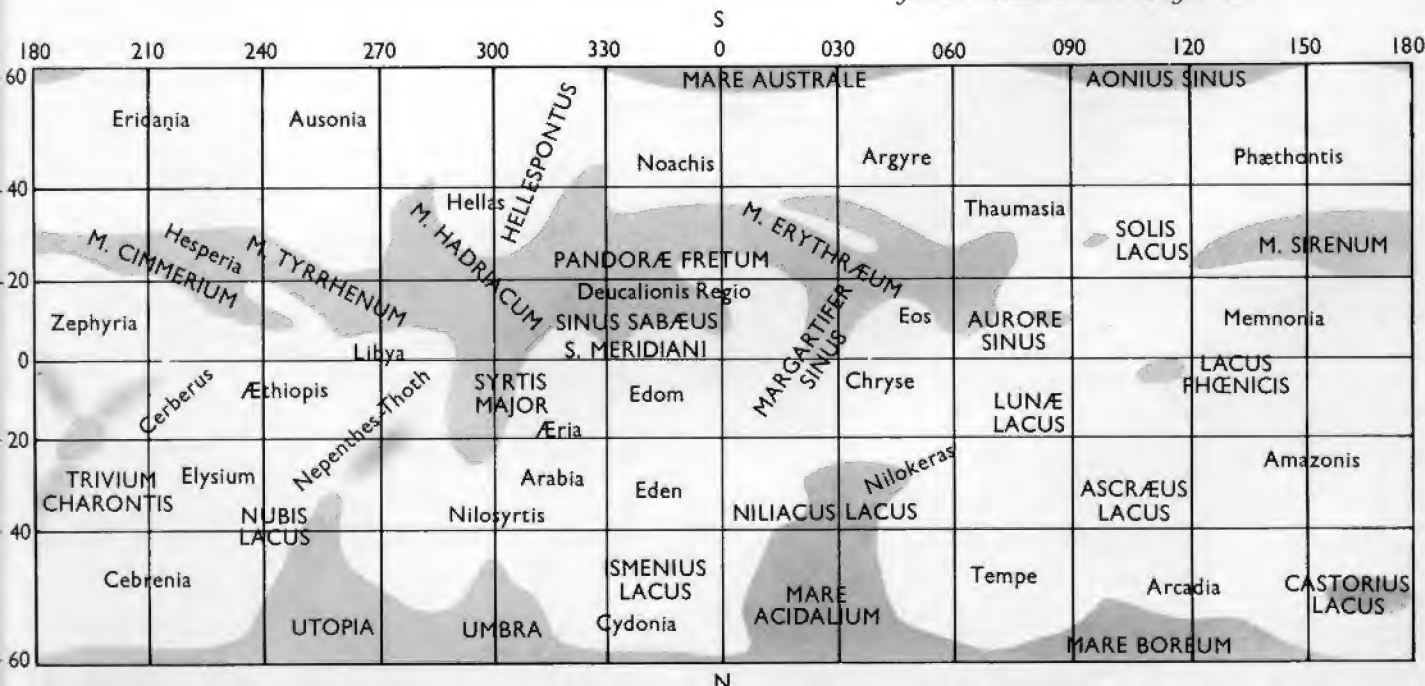 S
180 210 240 270 300 330 0 030 060 090 120 150 180
60
MARE AUSTRALE
AONIUS SINUS
Eridania
Ausonia
HELLESPONTUS
Noachis
Argyre
Phæthontis
40
Hellas
Thaumasia
SOLIS
LACUS
M. SIRENUM
M. CIMMERIUM
Hesperia
M. TYRRHENUM
M. HADRIACUM
PANDORÆ FRETUM
M. ERYTHRÆUM
20
Deucalionis Regio
Zephyria
SINUS SABÆUS
MARGARTIFER
SINUS
Eos
AURORE
SINUS
Memnonia
Libya
S. MERIDIANI
0
Cerberus
Æthiopis
Nepenthes-Thoth
SYRTIS
MAJOR
Edom
Chryse
LUNÆ
LACUS
LACUS
PHŒNICIS
Æria
20
TRIVIUM
CHARONTIS
Elysium
Arabia
Eden
Nilokeras
Amazonis
ASCRÆUS
LACUS
NUBIS
LACUS
Nilosyrtis
NILIACUS LACUS
40
Cebrenia
ISMENIUS
LACUS
MARE
ACIDALIUM
Tempe
Arcadia
CASTORIUS
LACUS
UTOPIA
UMBRA
Cydonia
MARE BOREUM
60
N